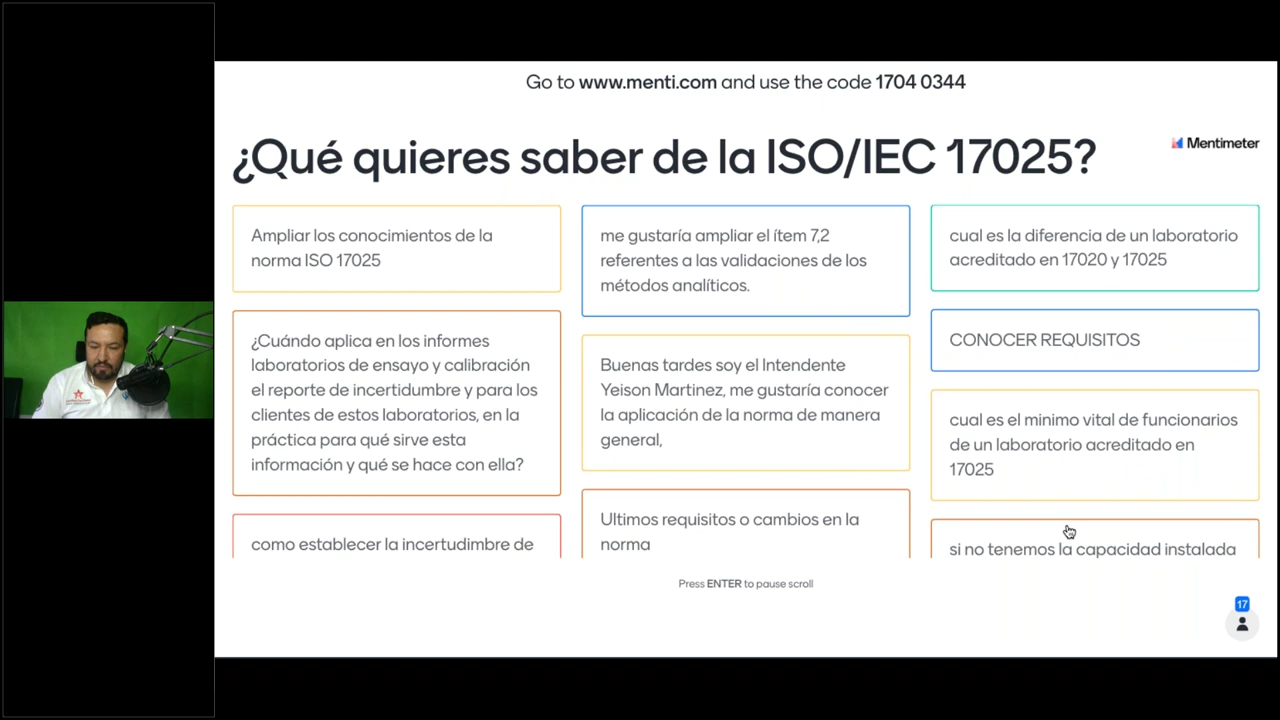 Go to www.menti.com and use the code 1704 0344
¿Qué quieres saber de la ISO/IEC 17025?
Mentimeter
Ampliar los conocimientos de la
norma ISO 17025
¿Cuándo aplica en los informes
laboratorios de ensayo y calibración
el reporte de incertidumbre y para los
clientes de estos laboratorios, en la
práctica para qué sirve esta
información y qué se hace con ella?
como establecer la incertudimbre de
me gustaría ampliar el ítem 7,2
referentes a las validaciones de los
métodos analíticos.
Buenas tardes soy el Intendente
Yeison Martinez, me gustaría conocer
la aplicación de la norma de manera
general,
Ultimos requisitos o cambios en la
norma
cual es la diferencia de un laboratorio
acreditado en 17020 y 17025
CONOCER REQUISITOS
cual es el minimo vital de funcionarios
de un laboratorio acreditado en
17025
si no tenemos la capacidad instalada
Press ENTER to pause scroll
17